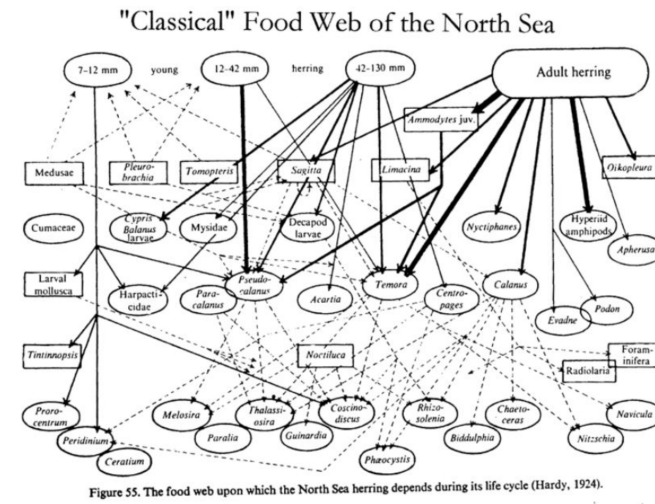 "Classical" Food Web of the North Sea
7-12 mm young 12-42 mm herring 42-130 mm Adult herring
Ammodytes juv.
Medusae
Pleuro-
brachia
Tomopteris
Sagitta
Limacina
Oikopleura
Cumaceae
Cypris
Balanus
larvae
Mysidae
Decapod
larvae
Nyctiphanes
Hyperiid
amphipods
Apherusa
Larval
mollusca
Harpacti-
cidae
Para-
calanus
Pseudo-
calanus
Acartia
Temora
Centro-
pages
Calanus
Evadne
Podon
Tintinnopsis
Noctiluca
Radiolaria
Foram-
inifera
Proro-
centrum
Peridinium
Ceratium
Melosira
Paralia
Thalassi-
osira
Guinardia
Coscino-
discus
Phæocystis
Rhizo-
solenia
Biddulphia
Chaeto-
ceras
Nitzschia
Navicula
Figure 55. The food web upon which the North Sea herring depends during its life cycle (Hardy, 1924).